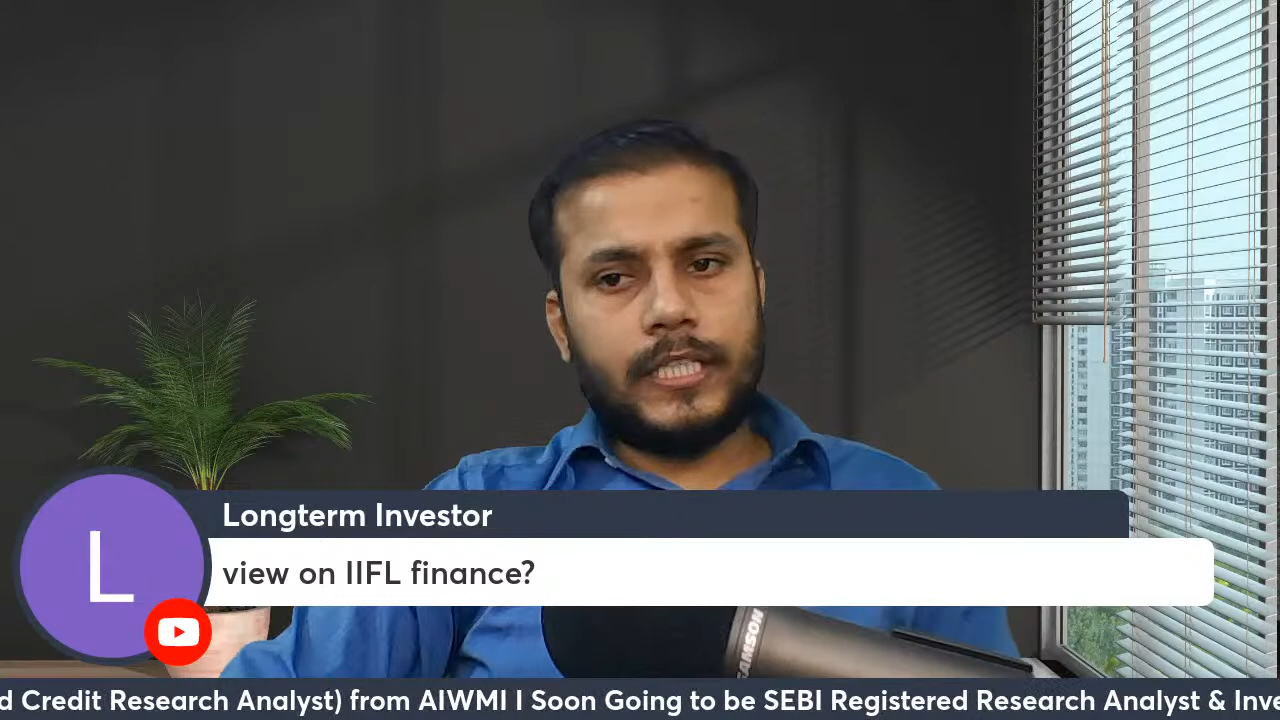 Longterm Investor
L
view on IIFL finance?
SAMSON
d Credit Research Analyst) from AIWMI I Soon Going to be SEBI Registered Research Analyst & Inve